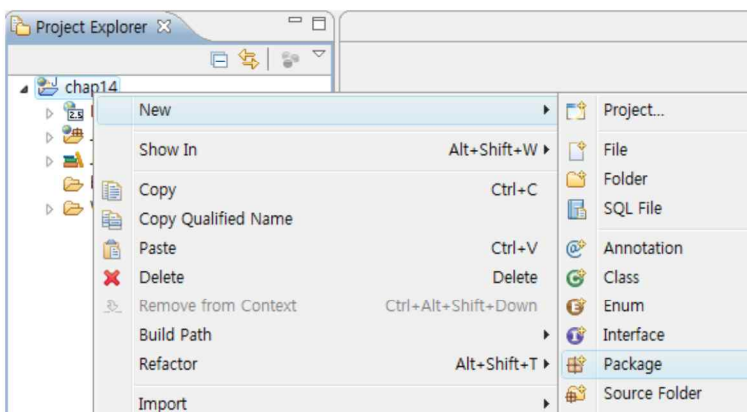 Project Explorer
chap14
2.5
New
Project...
Show In Alt+Shift+W
File
Copy Ctrl+C
Folder
Copy Qualified Name
SQL File
Paste Ctrl+V
Annotation
Delete Delete
Class
Remove from Context Ctrl+Alt+Shift+Down
Enum
Build Path
Interface
Refactor Alt+Shift+T
Package
Import
Source Folder